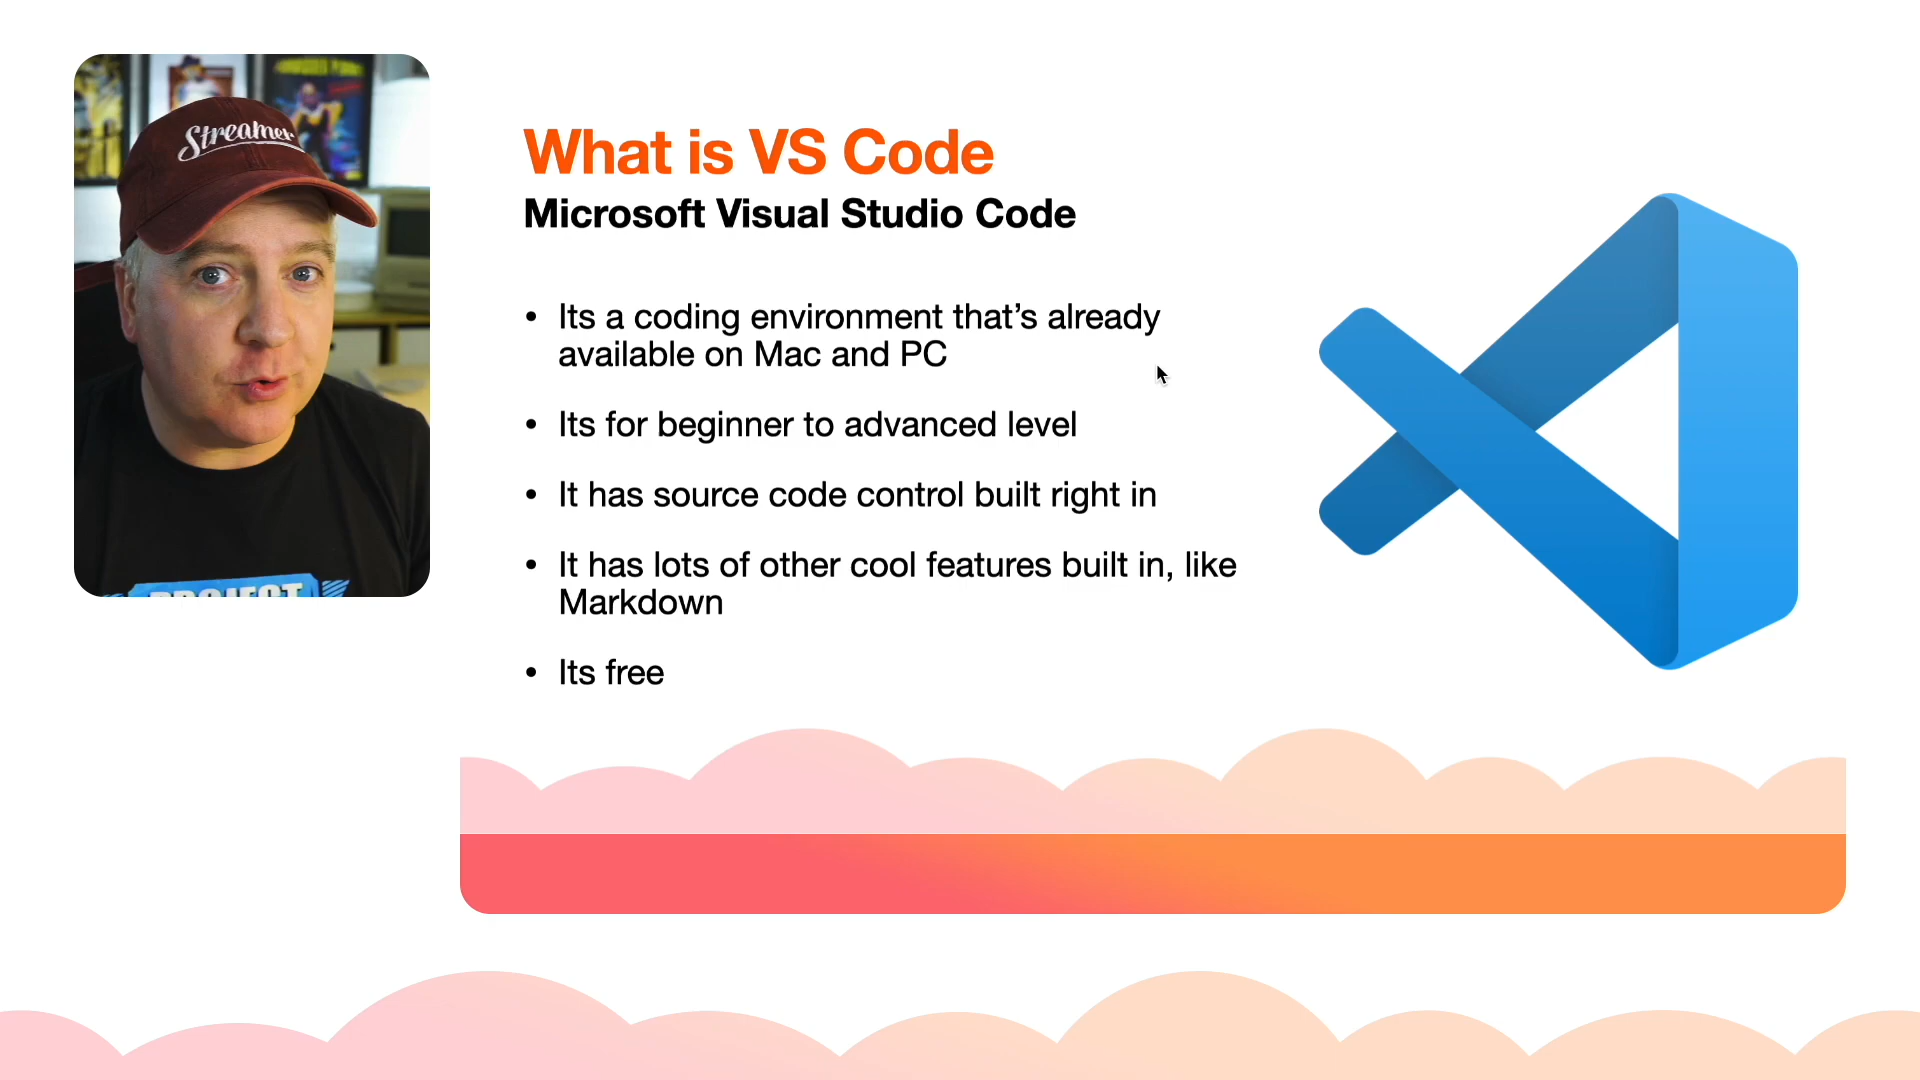 Streamer
PROJECT
What is VS Code
Microsoft Visual Studio Code
• Its a coding environment that’s already
available on Mac and PC
• Its for beginner to advanced level
• It has source code control built right in
• It has lots of other cool features built in, like
Markdown
• Its free